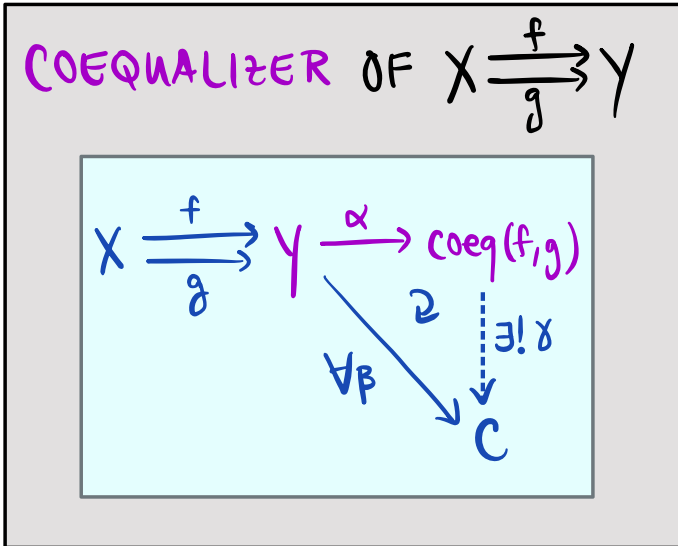 COEQUALIZER OF X f g Y
X f g Y α coeq(f,g)
∀β ∃! γ
C